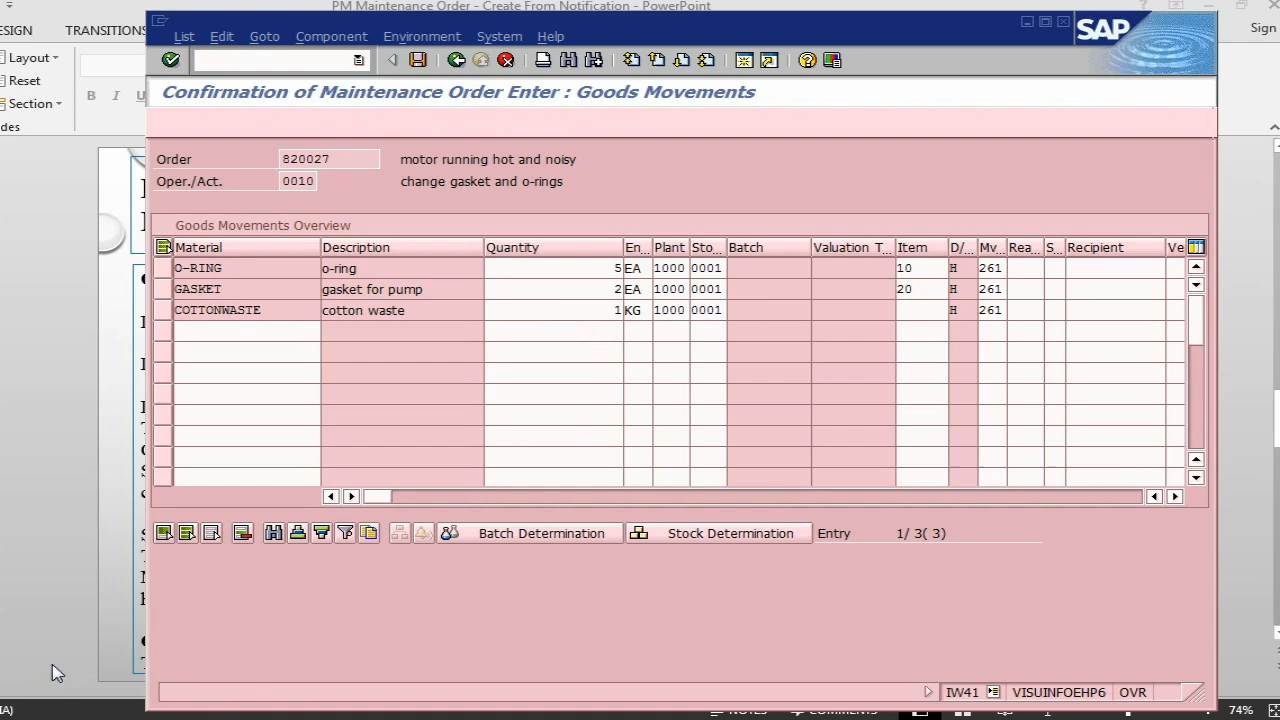 PM Maintenance Order - Create From Notification - PowerPoint
DESIGN TRANSITIONS
Sign
Layout
Reset
Section
B I U
SAP
List Edit Goto Component Environment System Help
Confirmation of Maintenance Order Enter : Goods Movements
Order 820027 motor running hot and noisy
Oper./Act. 0010 change gasket and o-rings
Goods Movements Overview
Material Description Quantity En... Plant Sto... Batch Valuation T... Item D/... Mv... Rea... S... Recipient Ve
O-RING o-ring 5 EA 1000 0001 10 H 261
GASKET gasket for pump 2 EA 1000 0001 20 H 261
COTTONWASTE cotton waste 1 KG 1000 0001 H 261
Batch Determination Stock Determination Entry 1/ 3( 3)
IW41 VISUINFOEHP6 OVR
74%